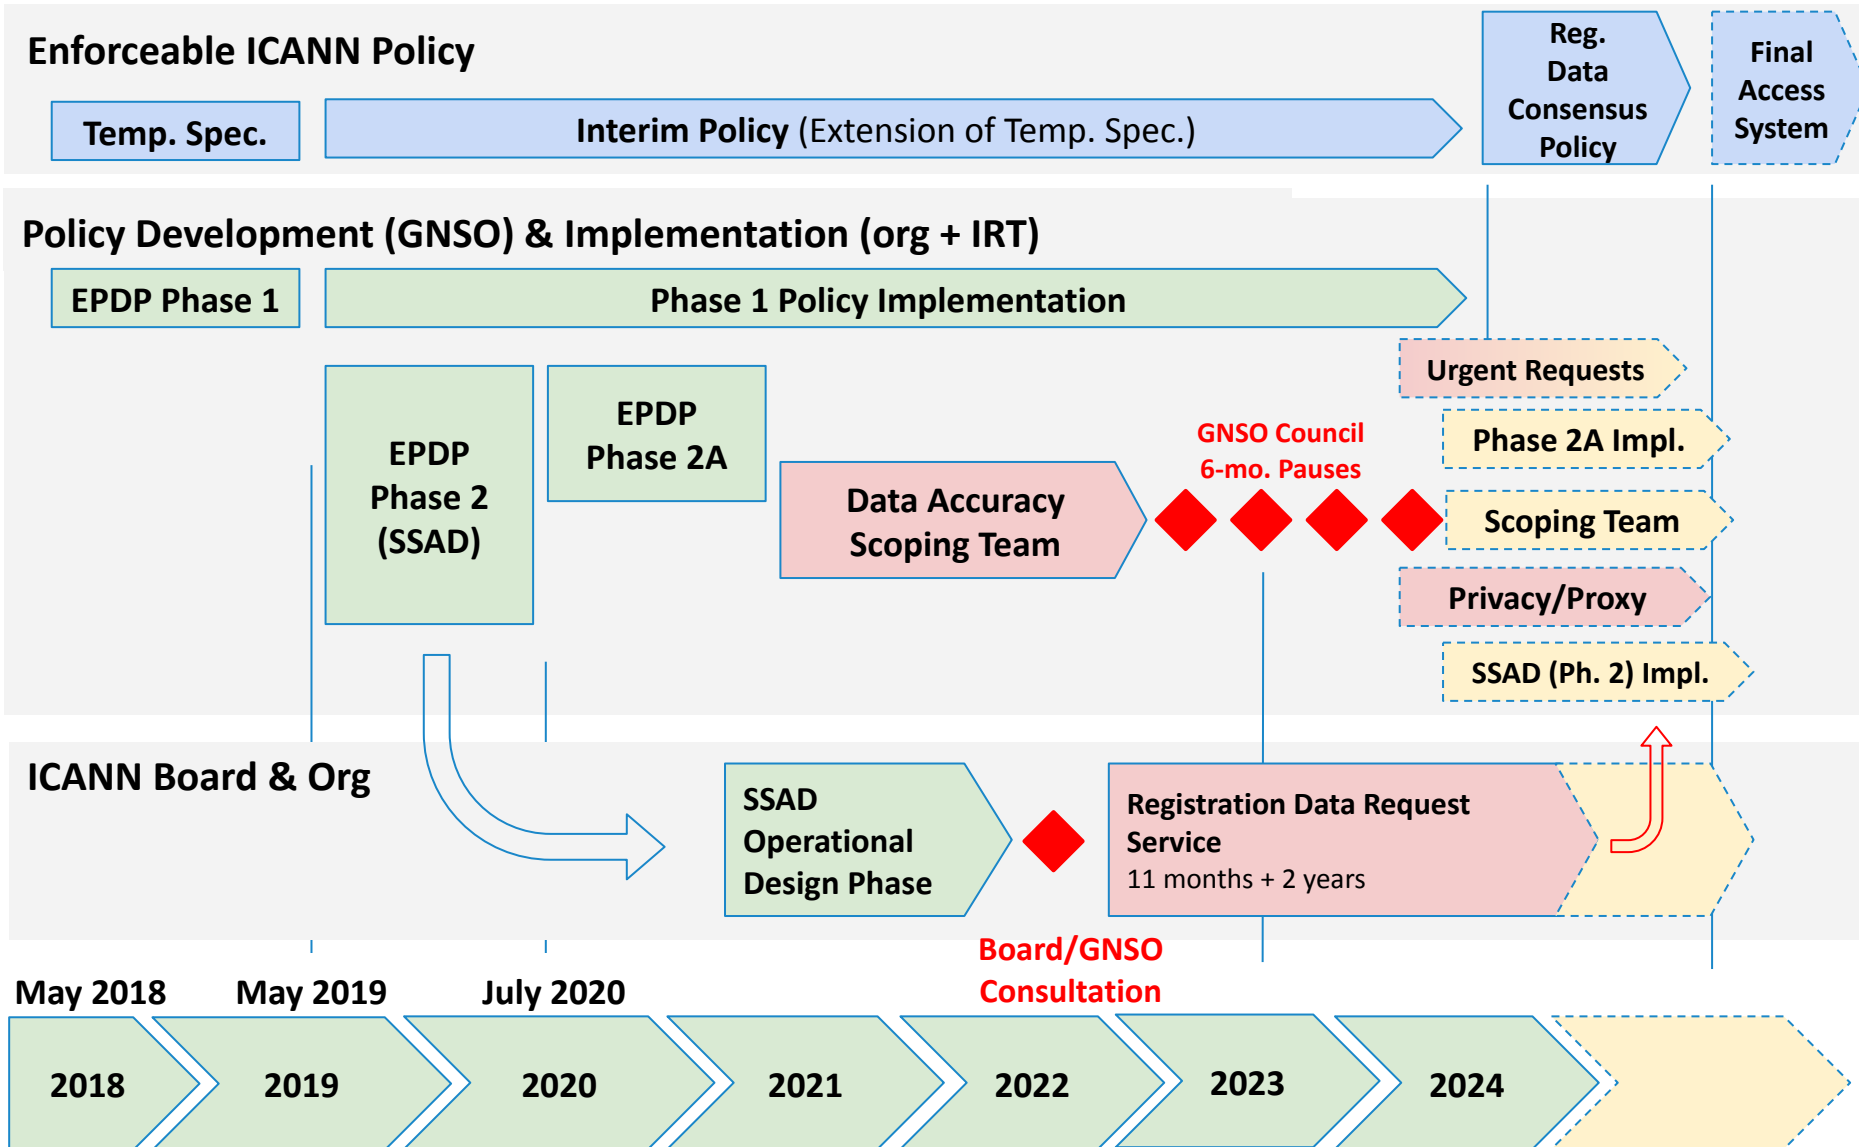 Enforceable ICANN Policy
Temp. Spec.
Interim Policy (Extension of Temp. Spec.)
Reg.
Data
Consensus
Policy
Final
Access
System
Policy Development (GNSO) & Implementation (org + IRT)
EPDP Phase 1
Phase 1 Policy Implementation
EPDP
Phase 2
(SSAD)
EPDP
Phase 2A
Data Accuracy
Scoping Team
GNSO Council
6-mo. Pauses
Urgent Requests
Phase 2A Impl.
Scoping Team
Privacy/Proxy
SSAD (Ph. 2) Impl.
ICANN Board & Org
SSAD
Operational
Design Phase
Board/GNSO
Consultation
Registration Data Request
Service
11 months + 2 years
May 2018
May 2019
July 2020
2018
2019
2020
2021
2022
2023
2024